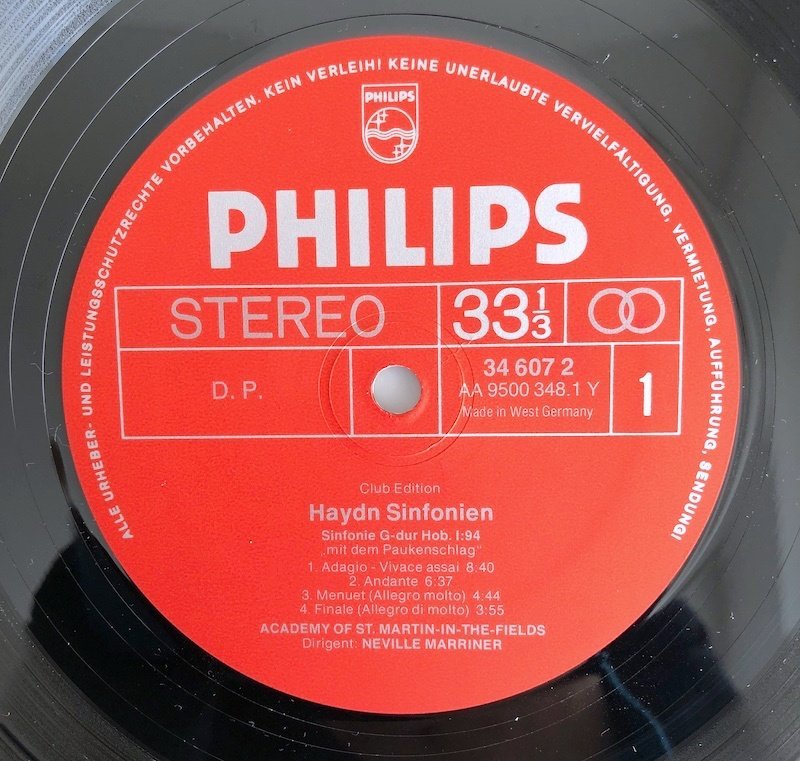 ALLE URHEBER- UND LEISTUNGSSCHUTZRECHTE VORBEHALTEN. KEIN VERLEIH! KEINE UNERLAUBTE VERVIELFÄLTIGUNG, VERMIETUNG, AUFFÜHRUNG, SENDUNG!
PHILIPS
PHILIPS
STEREO 33 1/3
D. P. 34 607 2
AA 9500 348.1 Y
Made in West Germany
1
Club Edition
Haydn Sinfonien
Sinfonie G-dur Hob. I:94
„mit dem Paukenschlag"
1. Adagio - Vivace assai 8:40
2. Andante 6:37
3. Menuet (Allegro molto) 4:44
4. Finale (Allegro di molto) 3:55
ACADEMY OF ST. MARTIN-IN-THE-FIELDS
Dirigent: NEVILLE MARRINER